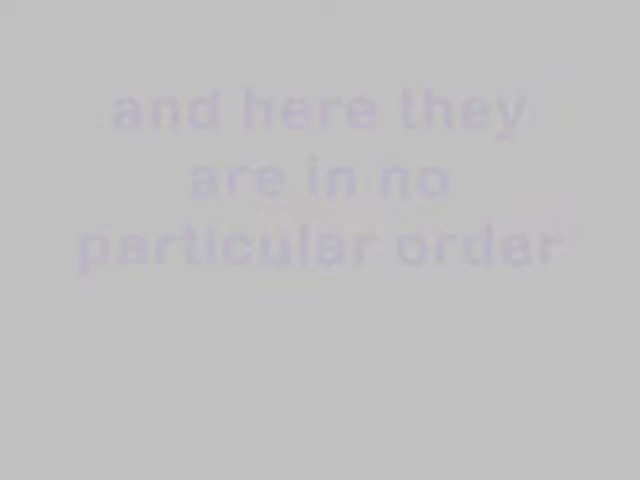 and here they
are in no
particular order